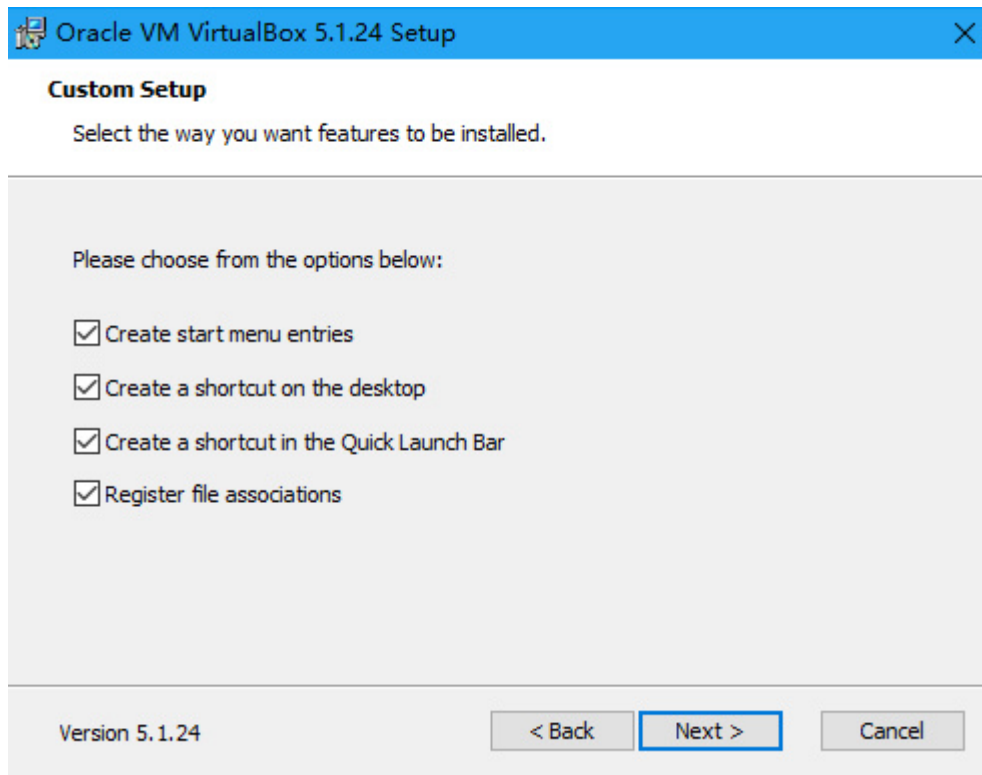 Oracle VM VirtualBox 5.1.24 Setup
Custom Setup
Select the way you want features to be installed.
Please choose from the options below:
Create start menu entries
Create a shortcut on the desktop
Create a shortcut in the Quick Launch Bar
Register file associations
Version 5.1.24
< Back
Next >
Cancel